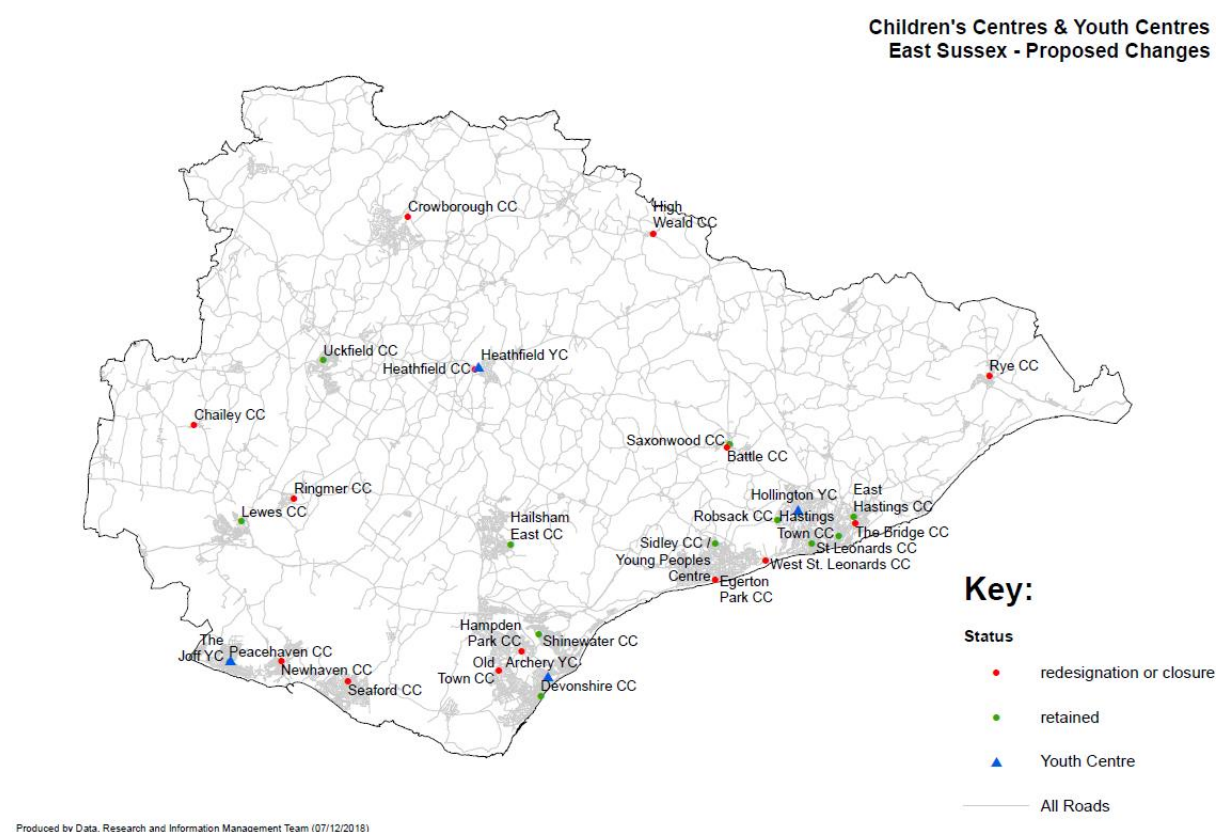 Children's Centres & Youth Centres
East Sussex - Proposed Changes
Crowborough CC
High
Weald CC
Uckfield CC
Heathfield YC
Heathfield CC
Rye CC
Chailey CC
Saxonwood CC
Battle CC
Ringmer CC
Lewes CC
Hailsham
East CC
Hollington YC
East
Hastings CC
Robsack CC
Hastings
Town CC
The Bridge CC
St Leonards CC
West St. Leonards CC
Sidley CC /
Young Peoples
Centre
Egerton
Park CC
Hampden
Park CC
Shinewater CC
Old
Town CC
Archery YC
Devonshire CC
The
Joff YC
Peacehaven CC
Newhaven CC
Seaford CC
Key:
Status
redesignation or closure
retained
Youth Centre
All Roads
Produced by Data, Research and Information Management Team (07/12/2018)